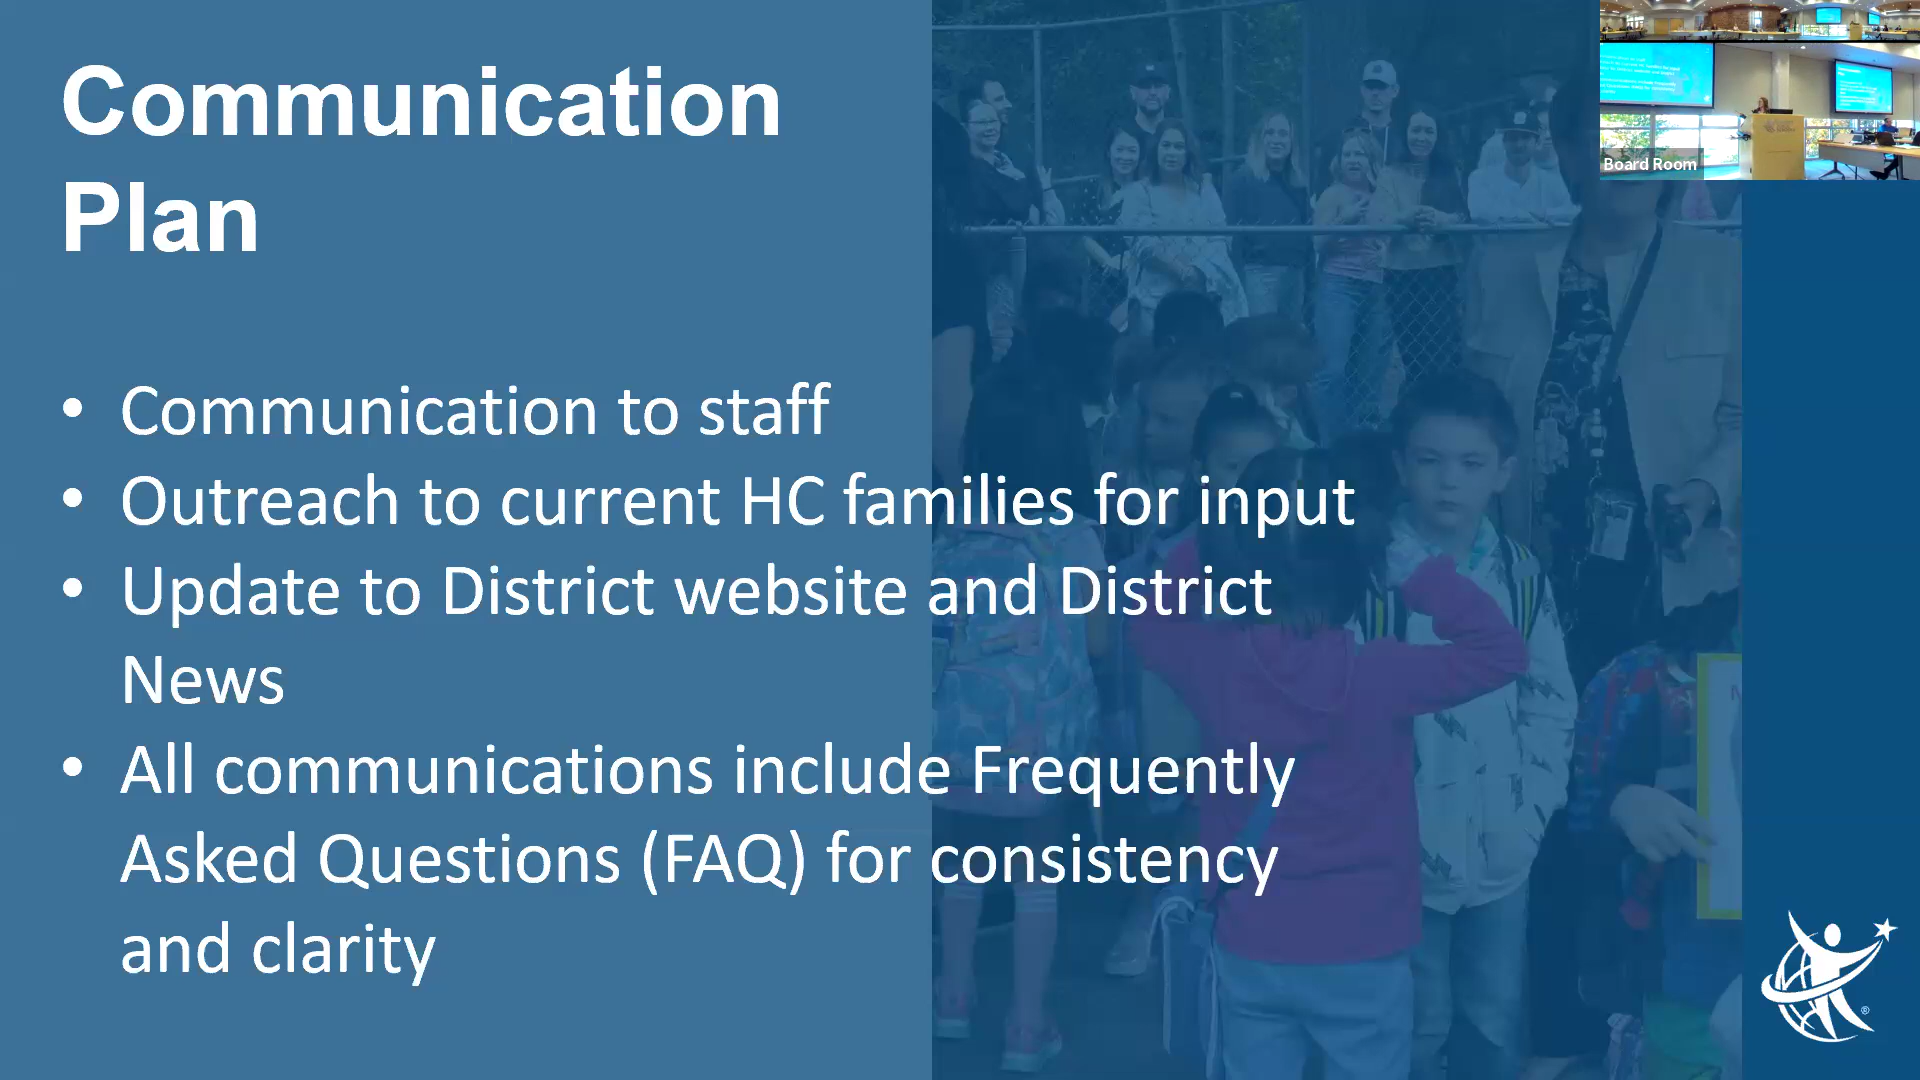 Communication
Plan
• Communication to staff
• Outreach to current HC families for input
• Update to District website and District
News
• All communications include Frequently
Asked Questions (FAQ) for consistency
and clarity
Board Room
®